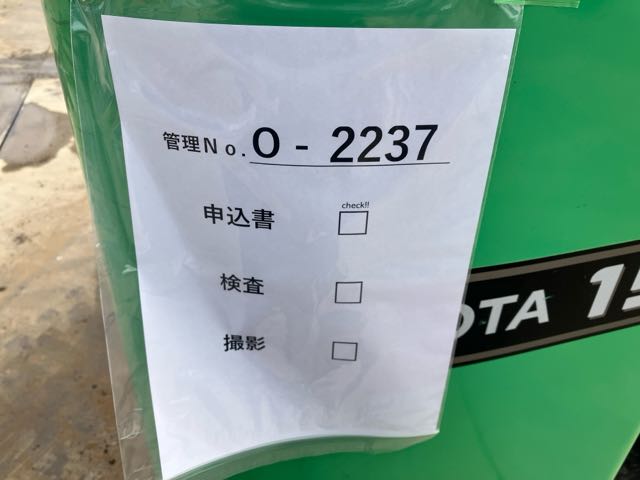 管理No. O - 2237
check!!
申込書 □
検査 □
撮影 □
OTA 15